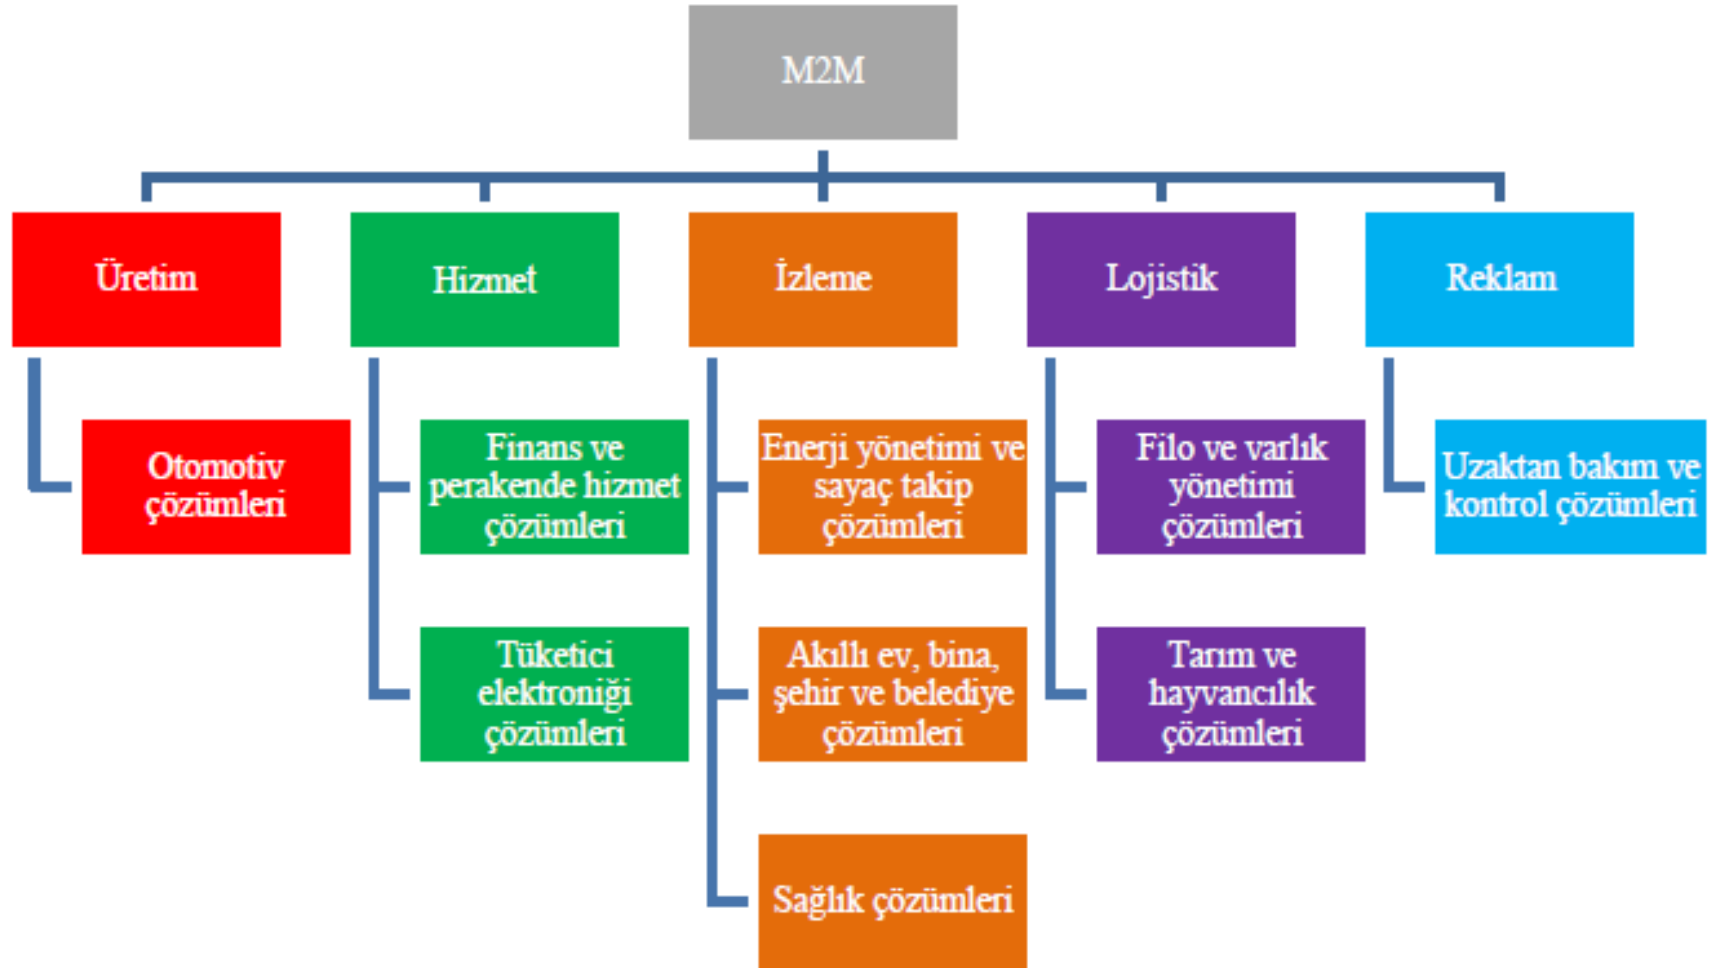 M2M
Üretim
Hizmet
İzleme
Lojistik
Reklam
Otomotiv
çözümleri
Finans ve
perakende hizmet
çözümleri
Enerji yönetimi ve
sayaç takip
çözümleri
Filo ve varlık
yönetimi
çözümleri
Uzaktan bakım ve
kontrol çözümleri
Tüketici
elektroniği
çözümleri
Akıllı ev, bina,
şehir ve belediye
çözümleri
Tarım ve
hayvancılık
çözümleri
Sağlık çözümleri